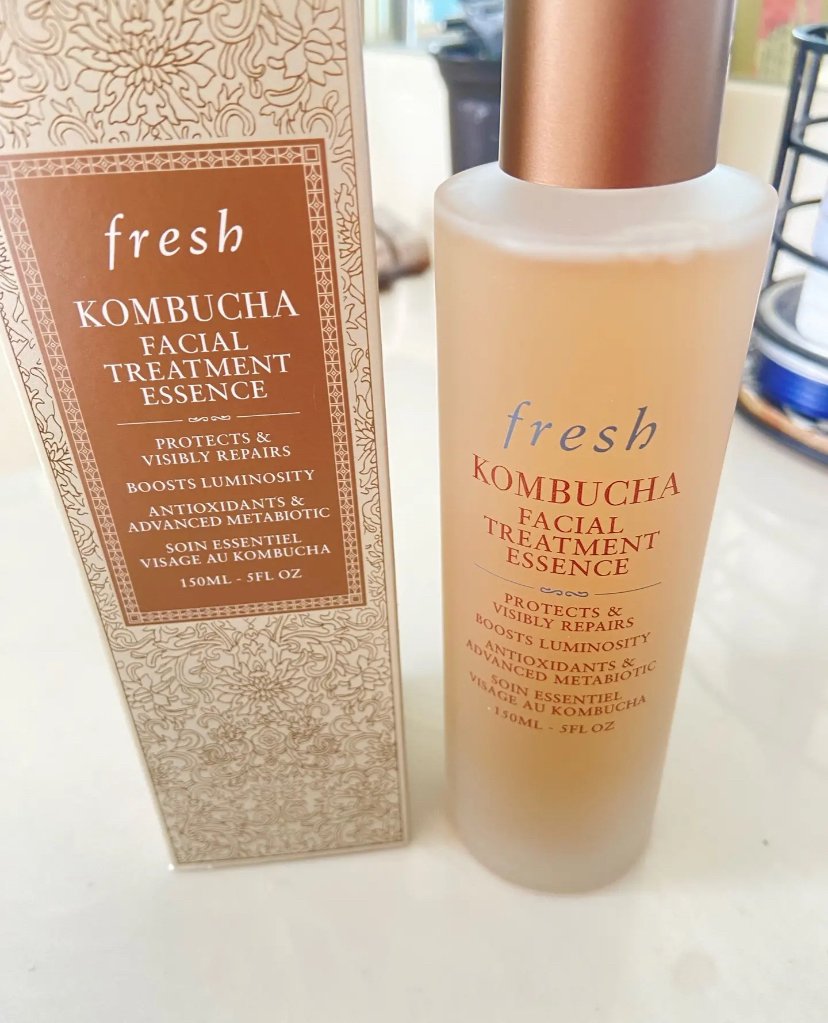 fresh
KOMBUCHA
FACIAL
TREATMENT
ESSENCE
PROTECTS &
VISIBLY REPAIRS
BOOSTS LUMINOSITY
ANTIOXIDANTS &
ADVANCED METABIOTIC
SOIN ESSENTIEL
VISAGE AU KOMBUCHA
150ML - 5FL OZ
fresh
KOMBUCHA
FACIAL
TREATMENT
ESSENCE
PROTECTS &
VISIBLY REPAIRS
BOOSTS LUMINOSITY
ANTIOXIDANTS &
ADVANCED METABIOTIC
SOIN ESSENTIEL
VISAGE AU KOMBUCHA
150ML - 5FL OZ